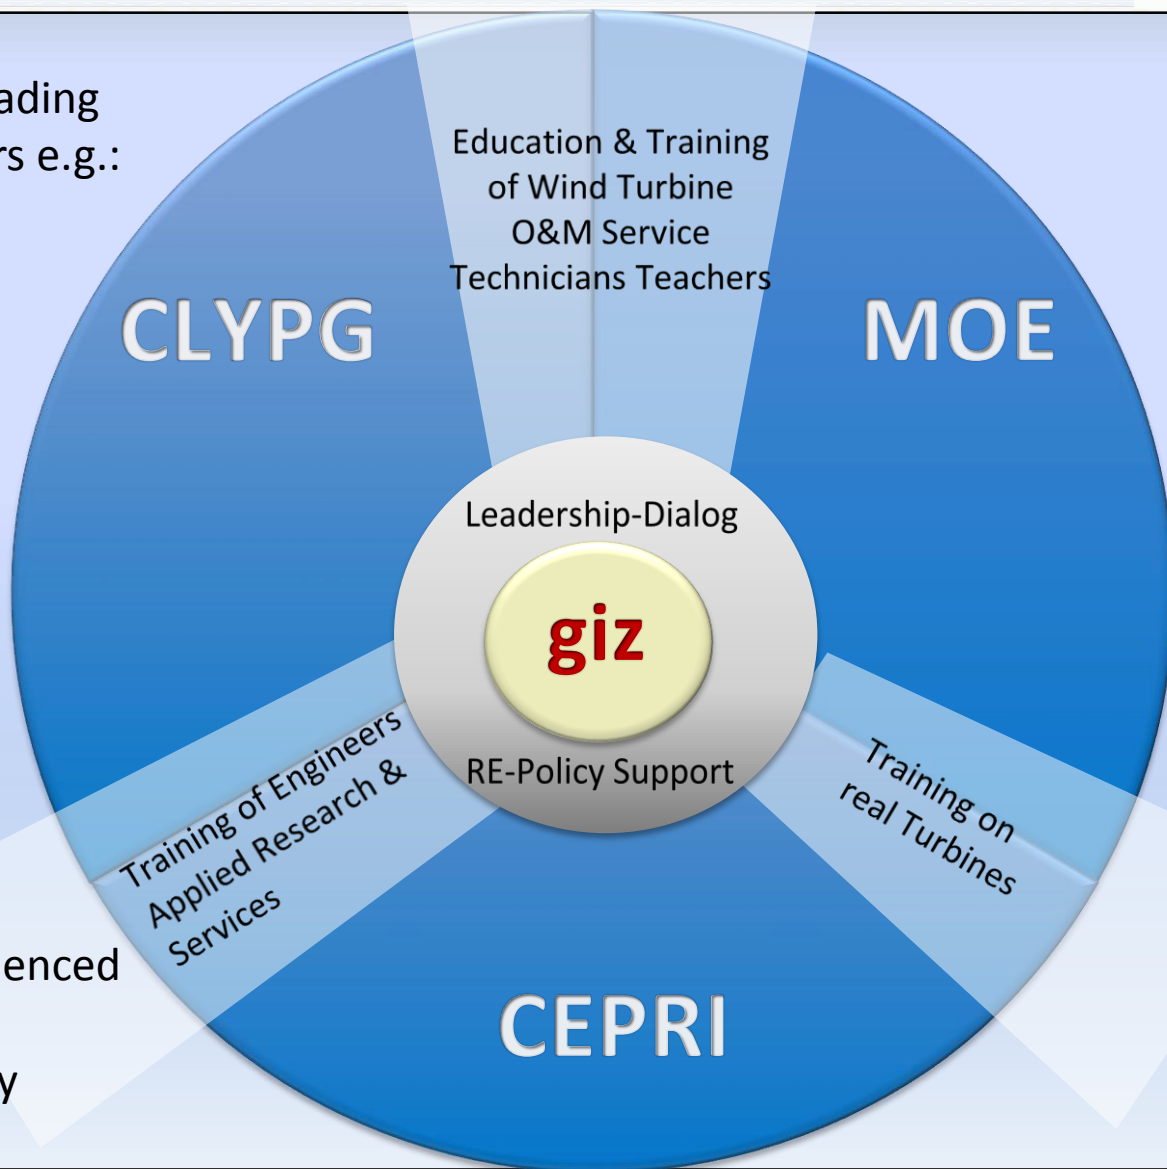 ading
rs e.g.:
Education & Training
of Wind Turbine
O&M Service
Technicians Teachers
CLYPG
MOE
Leadership-Dialog
giz
RE-Policy Support
Training of Engineers
Applied Research &
Services
Training on
real Turbines
enced
CEPRI
y